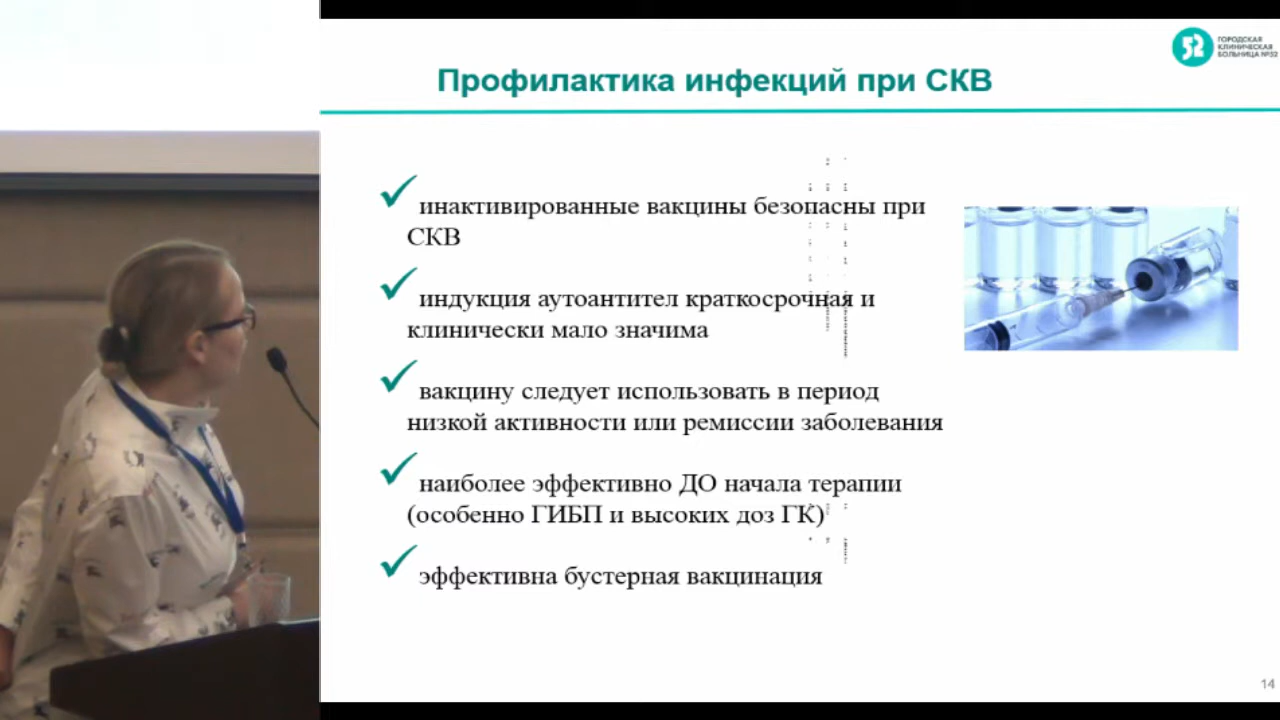 52
ГОРОДСКАЯ
КЛИНИЧЕСКАЯ
БОЛЬНИЦА №52
Профилактика инфекций при СКВ
инактивированные вакцины безопасны при
СКВ
индукция аутоантител краткосрочная и
клинически мало значима
вакцину следует использовать в период
низкой активности или ремиссии заболевания
наиболее эффективно ДО начала терапии
(особенно ГИБП и высоких доз ГК)
эффективна бустерная вакцинация
14